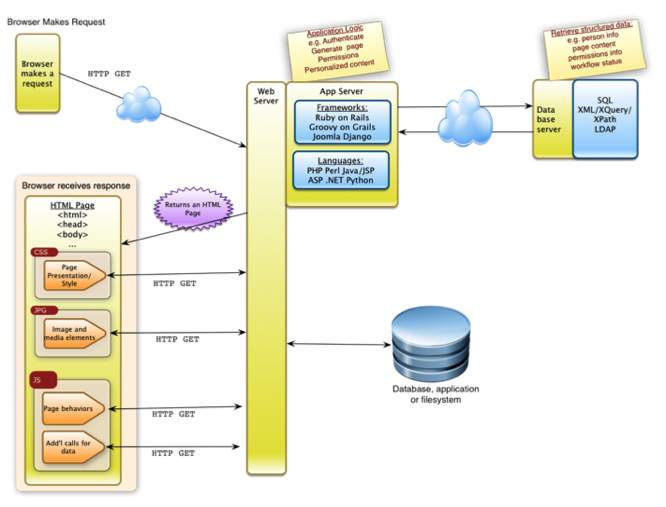 Browser Makes Request
Browser
makes a
request
HTTP GET
Application Logic
e.g. Authenticate
Generate page
Permissions
Personalized content
Retrieve structured data:
e.g. person info
page content
permissions info
workflow status
Web
Server
App Server
Frameworks:
Ruby on Rails
Groovy on Grails
Joomla Django
Languages:
PHP Perl Java/JSP
ASP .NET Python
Data
base
server
SQL
XML/XQuery/
XPath
LDAP
Browser receives response
Returns an HTML
Page
HTML Page
<html>
<head>
<body>
...
CSS
Page
Presentation/
Style
HTTP GET
JPG
Image and
media elements
HTTP GET
JS
Page behaviors
HTTP GET
Add'l calls for
data
HTTP GET
Database, application
or filesystem